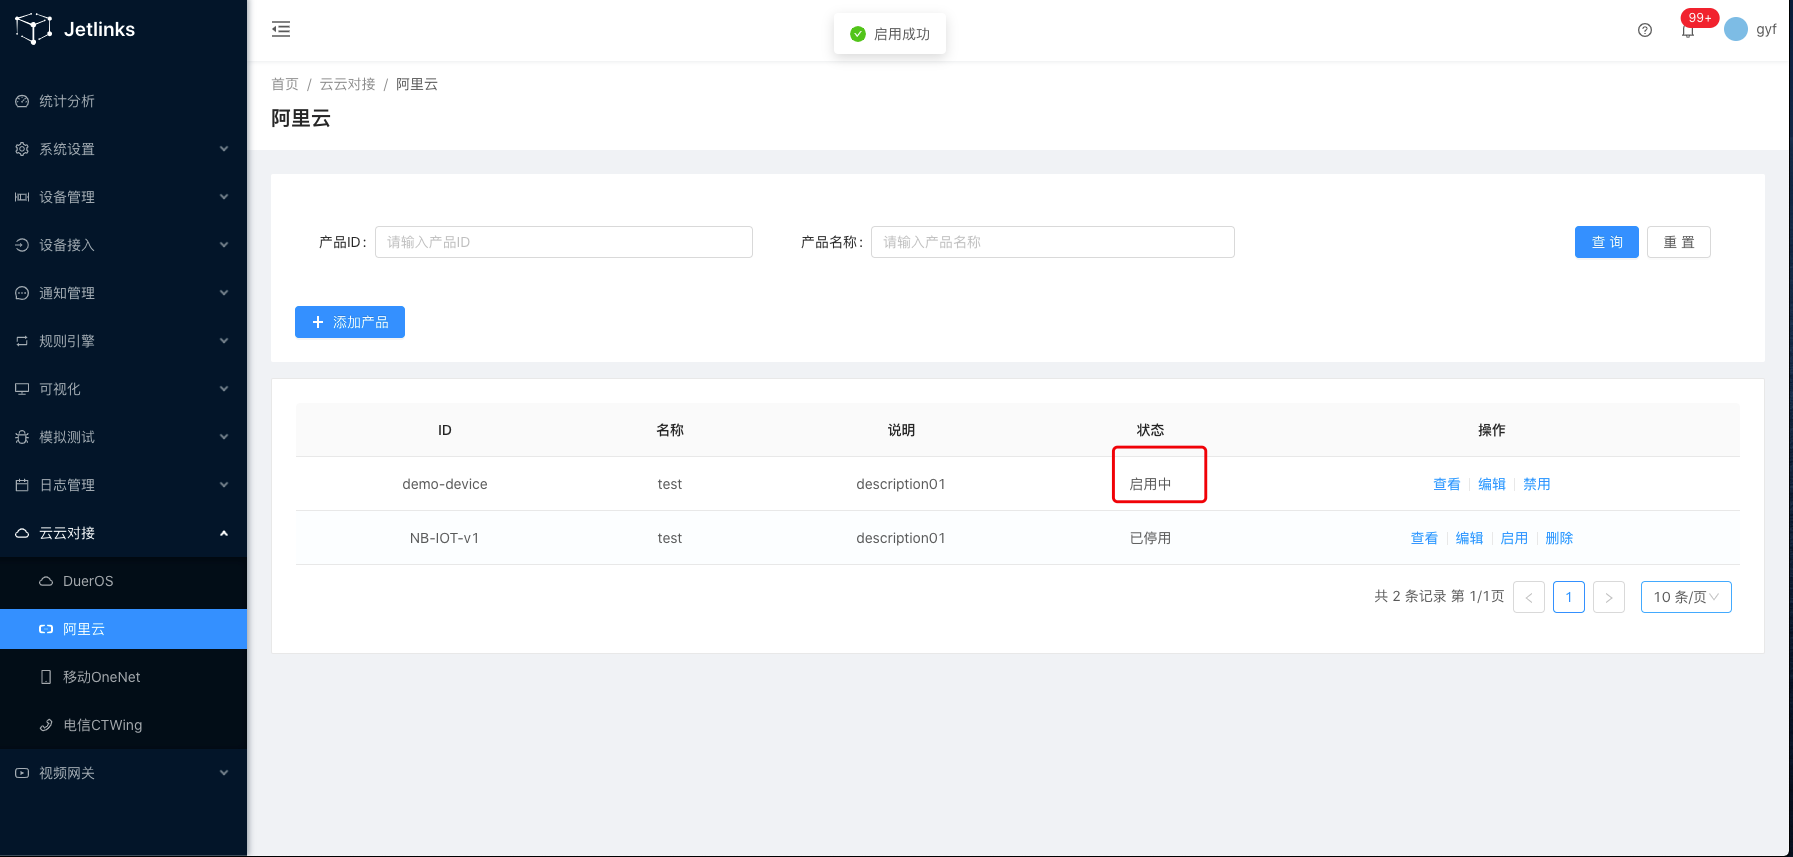 Jetlinks
启用成功
99+
gyf
首页 / 云云对接 / 阿里云
阿里云
统计分析
系统设置
设备管理
设备接入
通知管理
规则引擎
可视化
模拟测试
日志管理
云云对接
DuerOS
阿里云
移动OneNet
电信CTWing
视频网关
产品ID: 请输入产品ID 产品名称: 请输入产品名称 查 询 重 置
+ 添加产品
ID 名称 说明 状态 操作
demo-device test description01 启用中 查看 编辑 禁用
NB-IOT-v1 test description01 已停用 查看 编辑 启用 删除
共 2 条记录 第 1/1页 < 1 > 10 条/页